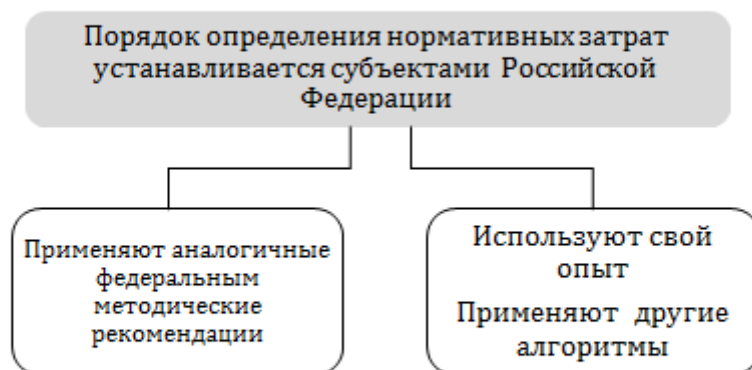 Порядок определения нормативных затрат
устанавливается субъектами Российской
Федерации
Применяют аналогичные
федеральным
методические
рекомендации
Используют свой
опыт
Применяют другие
алгоритмы